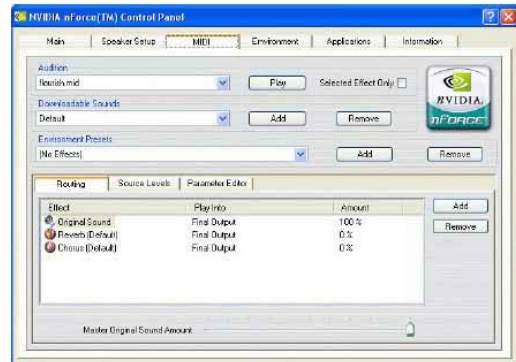 NVIDIA nForce(TM) Control Panel
Main Speaker Setup MIDI Environment Applications Information
Audition
flourish.mid Play Selected Effect Only
Downloadable Sounds
Default Add Remove
NVIDIA.
nFORCE
Environment Presets
(No Effects) Add Remove
Routing Source Levels Parameter Editor
Effect Play Into Amount
Original Sound Final Output 100 %
Reverb (Default) Final Output 0 %
Chorus (Default) Final Output 0 %
Add
Remove
Master Original Sound Amount